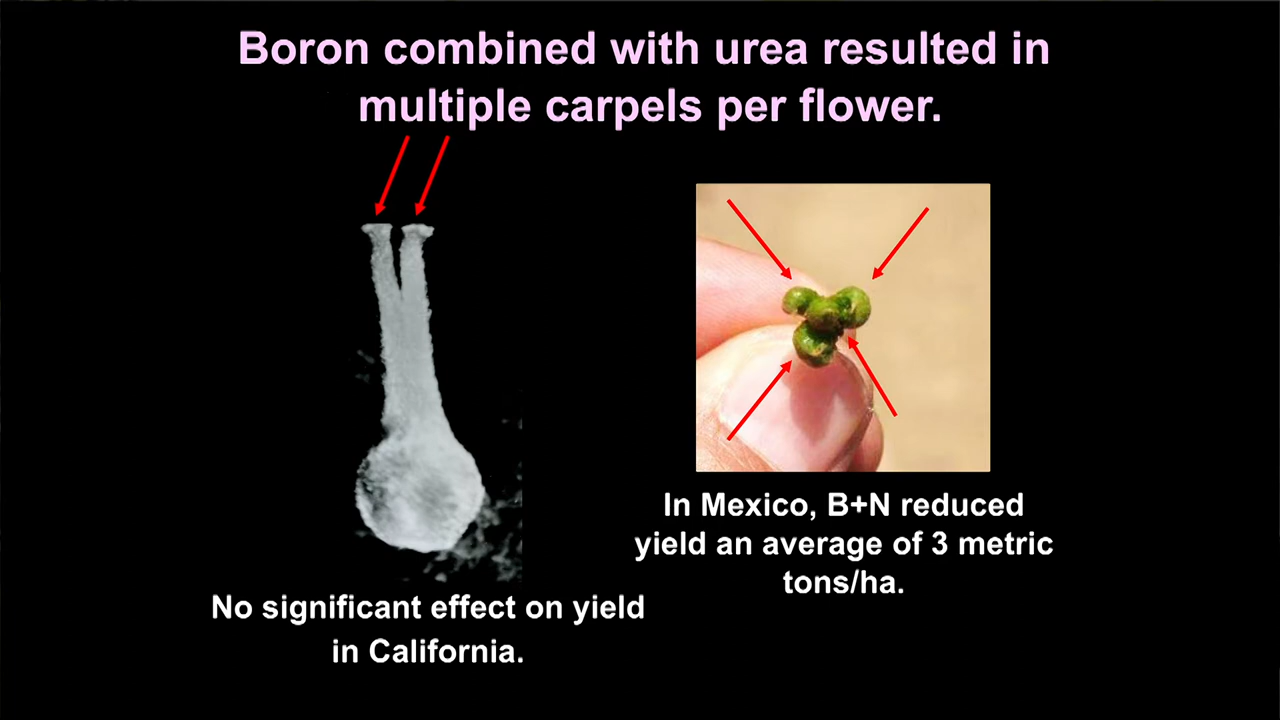 Boron combined with urea resulted in
multiple carpels per flower.
In Mexico, B+N reduced
yield an average of 3 metric
tons/ha.
No significant effect on yield
in California.